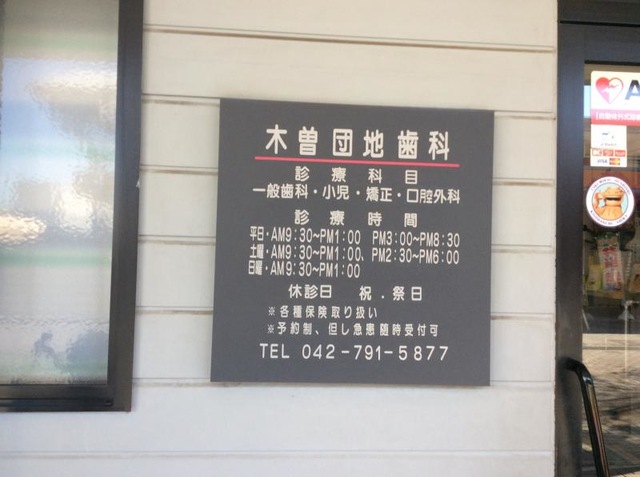 木曽団地歯科
診療科目
一般歯科・小児・矯正・口腔外科
診療時間
平日・AM9:30~PM1:00 PM3:00~PM8:30
土曜・AM9:30~PM1:00、PM2:30~PM6:00
日曜・AM9:30~PM1:00
休診日 祝.祭日
※各種保険取り扱い
※予約制、但し急患随時受付可
TEL 042-791-5877
VISA